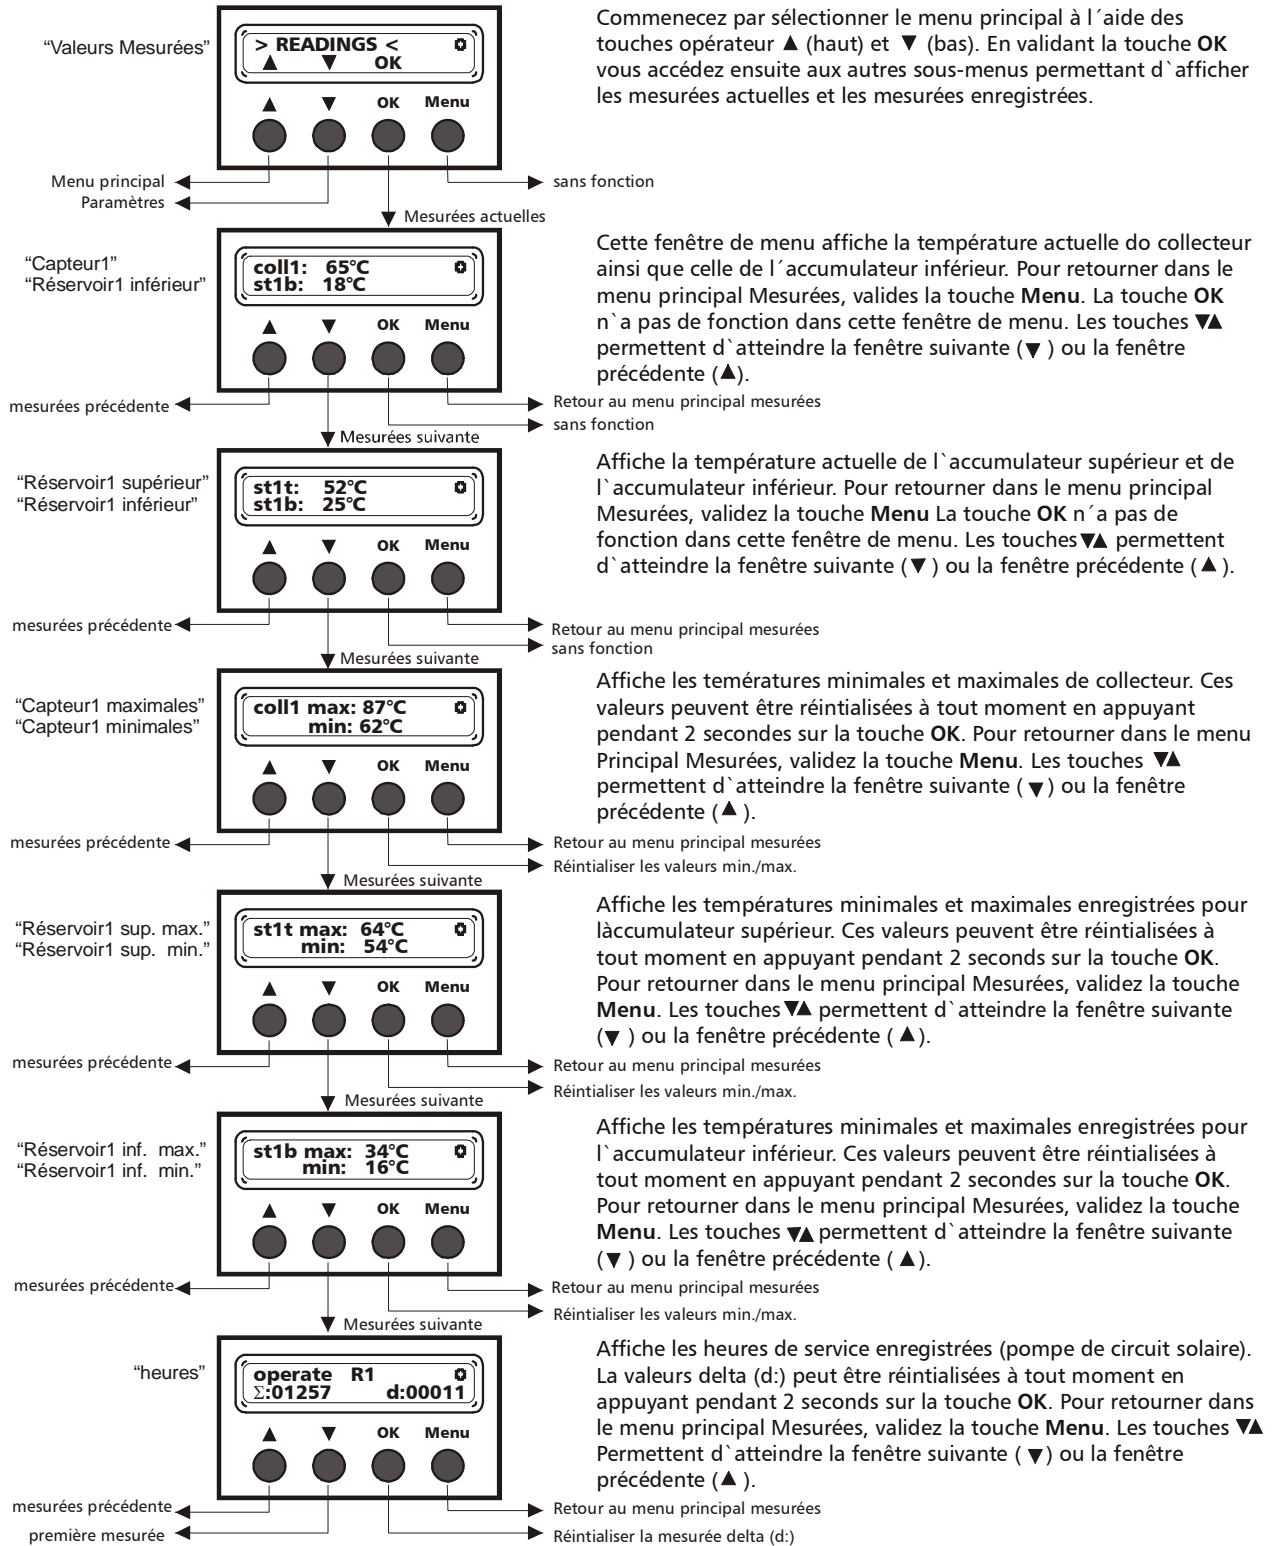 “Valeurs Mesurées”
> READINGS <
▲ ▼ OK
▲ ▼ OK Menu
Menu principal
Paramètres
sans fonction
Mesurées actuelles
Commenecez par sélectionner le menu principal à l´aide des
touches opérateur ▲ (haut) et ▼ (bas). En validant la touche OK
vous accédez ensuite aux autres sous-menus permettant d`afficher
les mesurées actuelles et les mesurées enregistrées.
“Capteur1”
“Réservoir1 inférieur”
coll1: 65°C
st1b: 18°C
▲ ▼ OK Menu
mesurées précédente
Retour au menu principal mesurées
sans fonction
Mesurées suivante
Cette fenêtre de menu affiche la température actuelle do collecteur
ainsi que celle de l´accumulateur inférieur. Pour retourner dans le
menu principal Mesurées, valides la touche Menu. La touche OK
n`a pas de fonction dans cette fenêtre de menu. Les touches ▼▲
permettent d`atteindre la fenêtre suivante (▼ ) ou la fenêtre
précédente (▲).
“Réservoir1 supérieur”
“Réservoir1 inférieur”
st1t: 52°C
st1b: 25°C
▲ ▼ OK Menu
mesurées précédente
Retour au menu principal mesurées
sans fonction
Mesurées suivante
Affiche la température actuelle de l`accumulateur supérieur et de
l`accumulateur inférieur. Pour retourner dans le menu principal
Mesurées, validez la touche Menu La touche OK n´a pas de
fonction dans cette fenêtre de menu. Les touches ▼▲ permettent
d`atteindre la fenêtre suivante (▼ ) ou la fenêtre précédente ( ▲ ).
“Capteur1 maximales”
“Capteur1 minimales”
coll1 max: 87°C
min: 62°C
▲ ▼ OK Menu
mesurées précédente
Retour au menu principal mesurées
Réintialiser les valeurs min./max.
Mesurées suivante
Affiche les temératures minimales et maximales de collecteur. Ces
valeurs peuvent être réintialisées à tout moment en appuyant
pendant 2 secondes sur la touche OK. Pour retourner dans le menu
Principal Mesurées, validez la touche Menu. Les touches ▼▲
permettent d`atteindre la fenêtre suivante ( ▼) ou la fenêtre
précédente (▲ ).
“Réservoir1 sup. max.”
“Réservoir1 sup. min.”
st1t max: 64°C
min: 54°C
▲ ▼ OK Menu
mesurées précédente
Retour au menu principal mesurées
Réintialiser les valeurs min./max.
Mesurées suivante
Affiche les températures minimales et maximales enregistrées pour
làccumulateur supérieur. Ces valeurs peuvent être réintialisées à
tout moment en appuyant pendant 2 seconds sur la touche OK.
Pour retourner dans le menu principal Mesurées, validez la touche
Menu. Les touches ▼▲ permettent d`atteindre la fenêtre suivante
(▼ ) ou la fenêtre précédente ( ▲).
“Réservoir1 inf. max.”
“Réservoir1 inf. min.”
st1b max: 34°C
min: 16°C
▲ ▼ OK Menu
mesurées précédente
Retour au menu principal mesurées
Réintialiser les valeurs min./max.
Mesurées suivante
Affiche les températures minimales et maximales enregistrées pour
l`accumulateur inférieur. Ces valeurs peuvent être réintialisées à
tout moment en appuyant pendant 2 secondes sur la touche OK.
Pour retourner dans le menu principal Mesurées, validez la touche
Menu. Les touches ▼▲ permettent d`atteindre la fenêtre suivante
(▼ ) ou la fenêtre précédente ( ▲).
“heures”
operate R1
Σ:01257 d:00011
▲ ▼ OK Menu
mesurées précédente
première mesurée
Retour au menu principal mesurées
Réintialiser la mesurée delta (d:)
Affiche les heures de service enregistrées (pompe de circuit solaire).
La valeurs delta (d:) peut être réintialisées à tout moment en
appuyant pendant 2 seconds sur la touche OK. Pour retourner dans
le menu principal Mesurées, validez la touche Menu. Les touches ▼▲
Permettent d`atteindre la fenêtre suivante ( ▼) ou la fenêtre
précédente (▲ ).